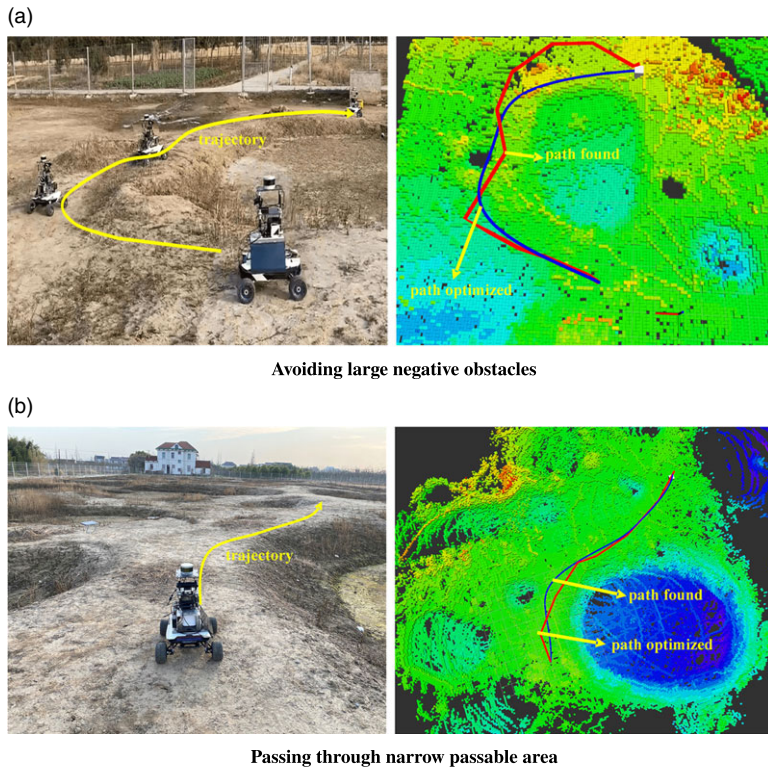 (a)
trajectory
path found
path optimized
Avoiding large negative obstacles
(b)
trajectory
path found
path optimized
Passing through narrow passable area